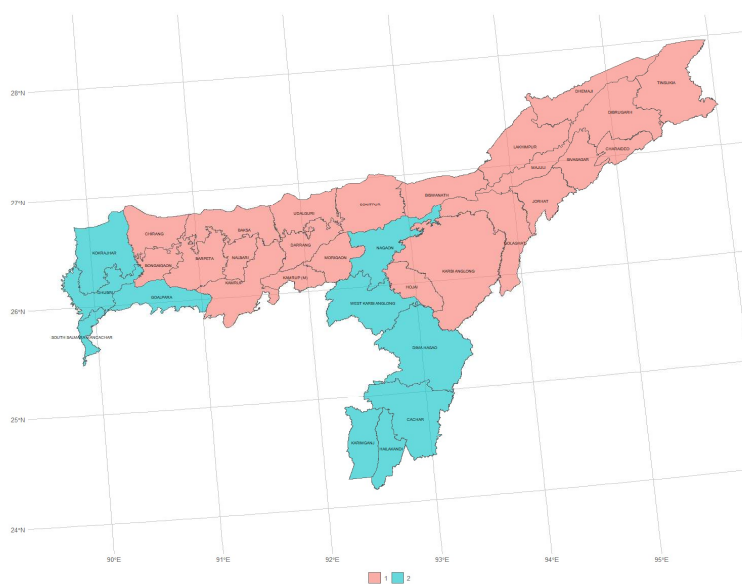 28°N
27°N
26°N
25°N
24°N
TINSUKIA
DHEMAJI
DIBRUGARH
LAKHIMPUR
CHARAIDEO
SIVASAGAR
MAJULI
JORHAT
BISWANATH
SONITPUR
UDALGURI
BAKSA
CHIRANG
GOLAGHAT
DARRANG
NAGAON
KOKRAJHAR
BARPETA
NALBARI
MORIGAON
BONGAIGAON
KARBI ANGLONG
KAMRUP (M)
KAMRUP
HOJAI
DHUBRI
GOALPARA
WEST KARBI ANGLONG
SOUTH SALMARA MANCACHAR
DIMA HASAO
CACHAR
KARIMGANJ
HAILAKANDI
90°E 91°E 92°E 93°E 94°E 95°E
1 2